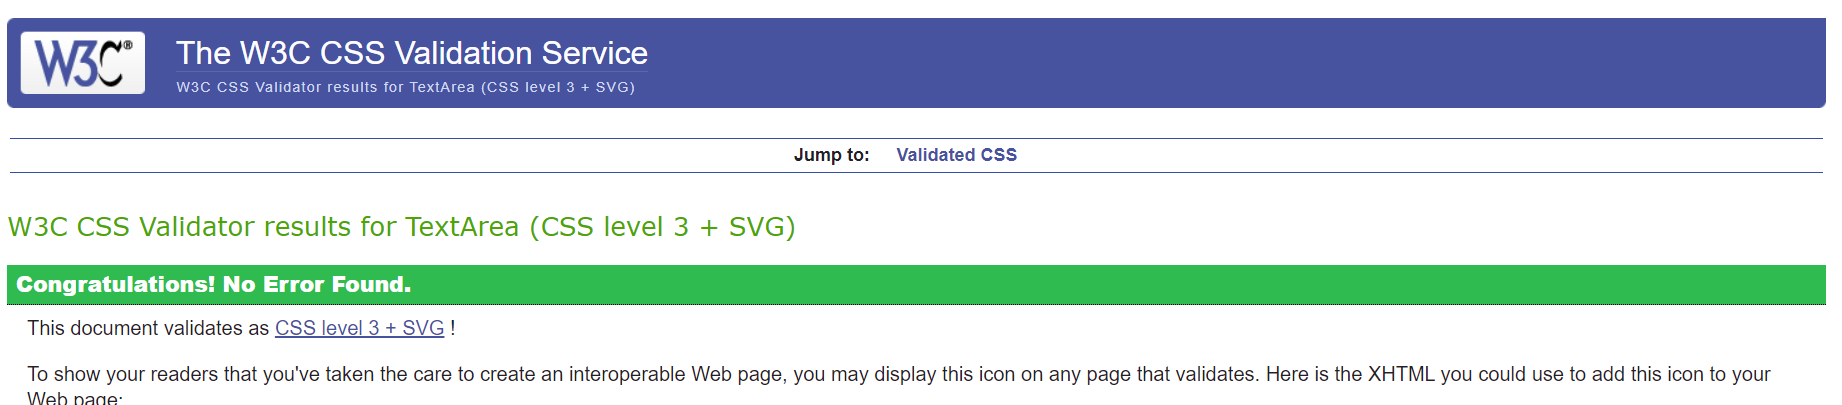 W3C®
The W3C CSS Validation Service
W3C CSS Validator results for TextArea (CSS level 3 + SVG)
Jump to: Validated CSS
W3C CSS Validator results for TextArea (CSS level 3 + SVG)
Congratulations! No Error Found.
This document validates as CSS level 3 + SVG !
To show your readers that you've taken the care to create an interoperable Web page, you may display this icon on any page that validates. Here is the XHTML you could use to add this icon to your
Web page: